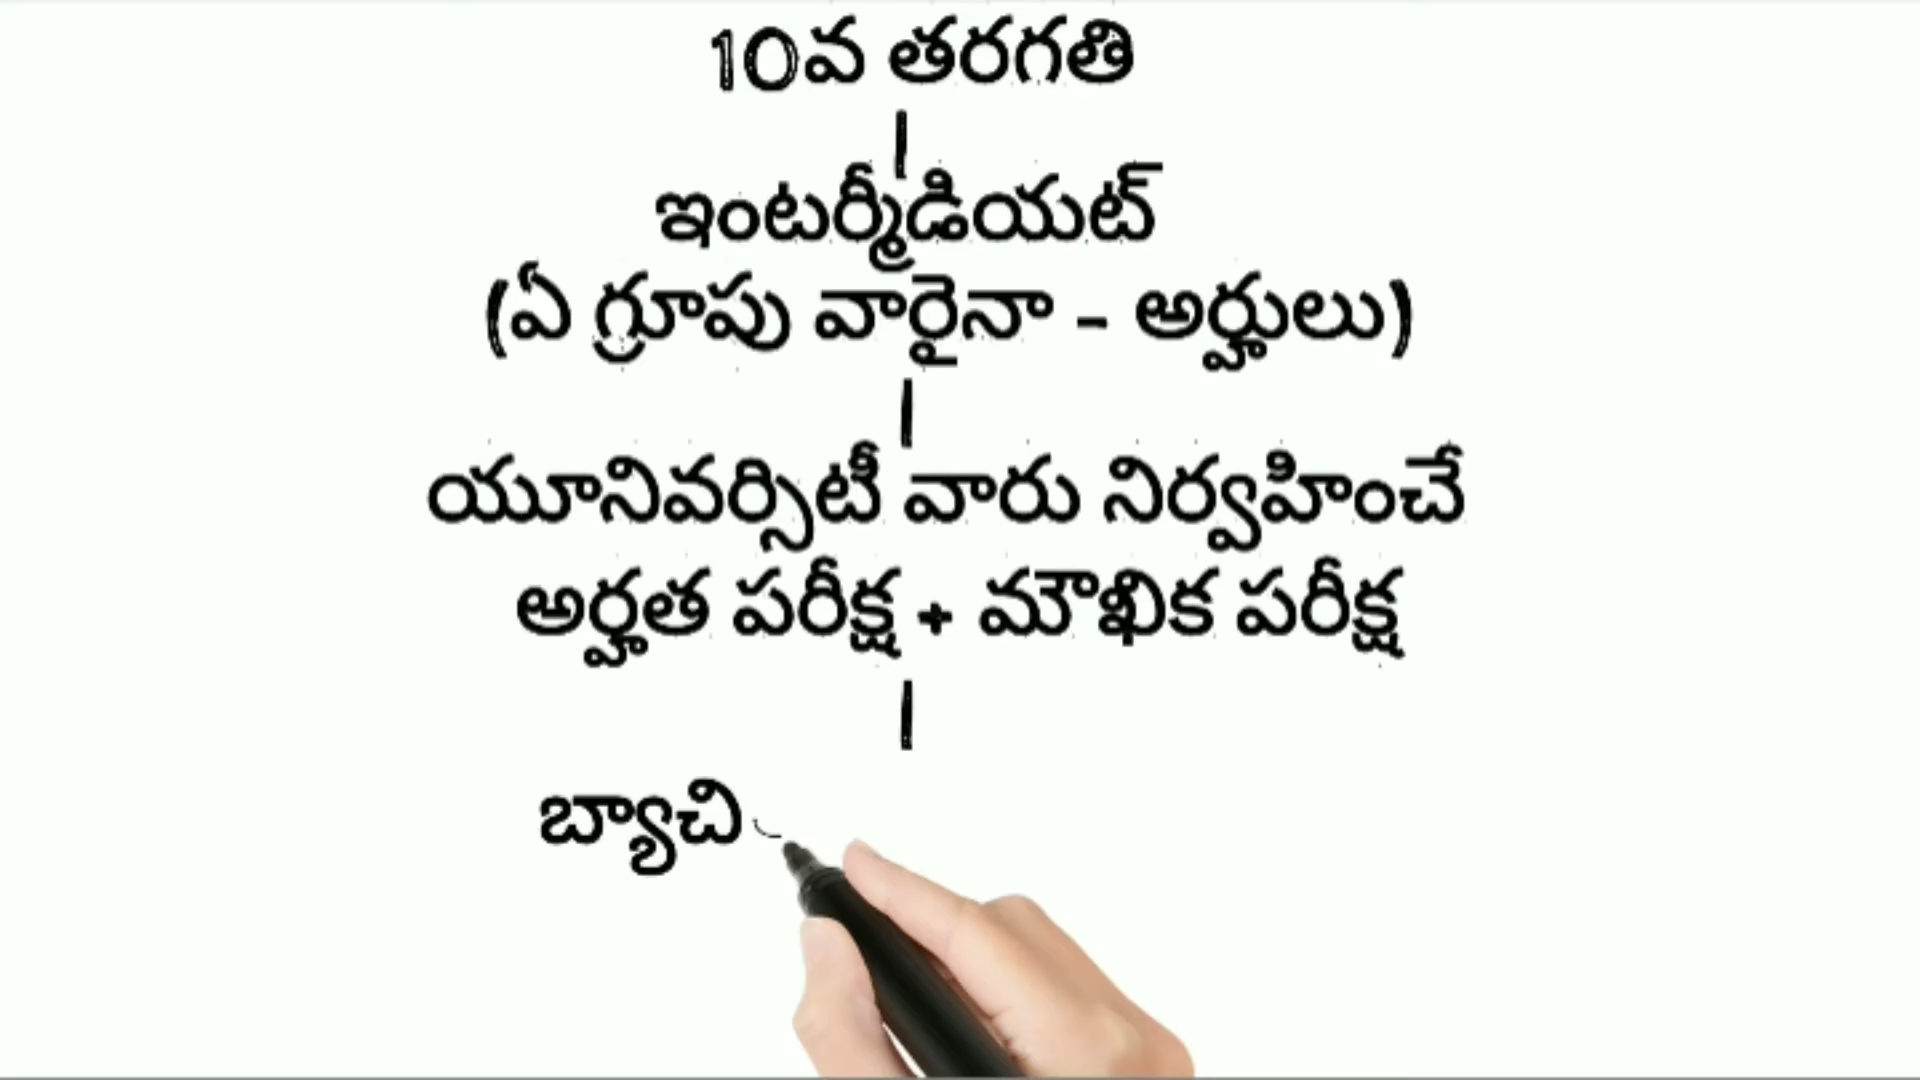 10వ తరగతి
ఇంటర్మీడియట్
(ఏ గ్రూపు వారైనా - అర్హులు)
యూనివర్సిటీ వారు నిర్వహించే
అర్హత పరీక్ష + మౌఖిక పరీక్ష
బ్యాచి